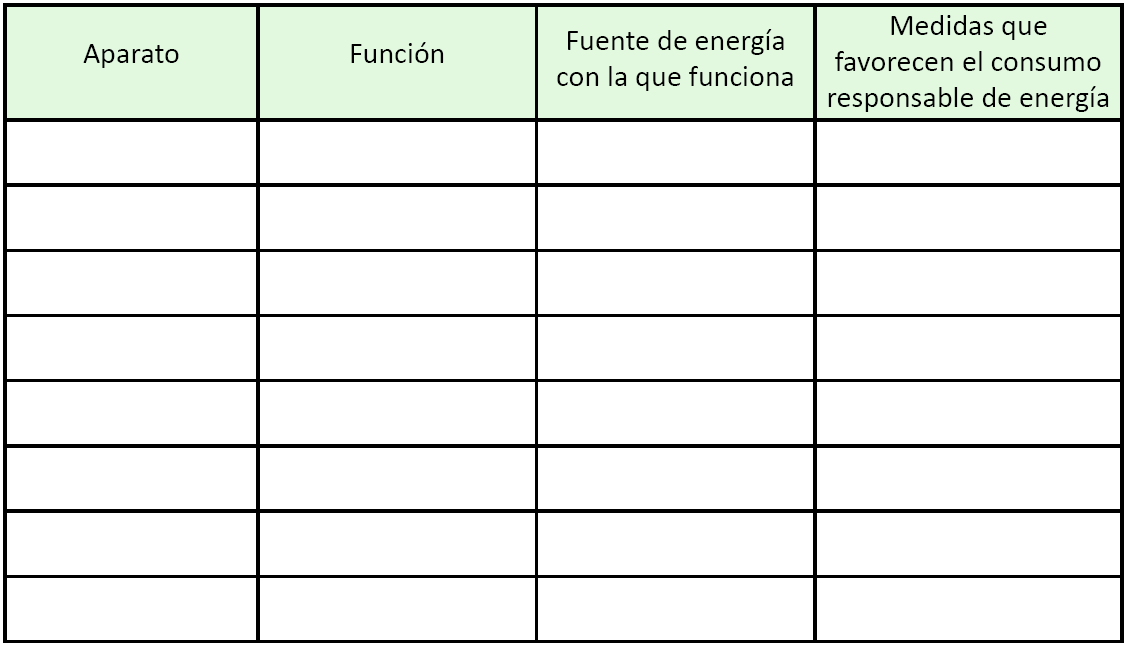 Aparato
Función
Fuente de energía
con la que funciona
Medidas que
favorecen el consumo
responsable de energía